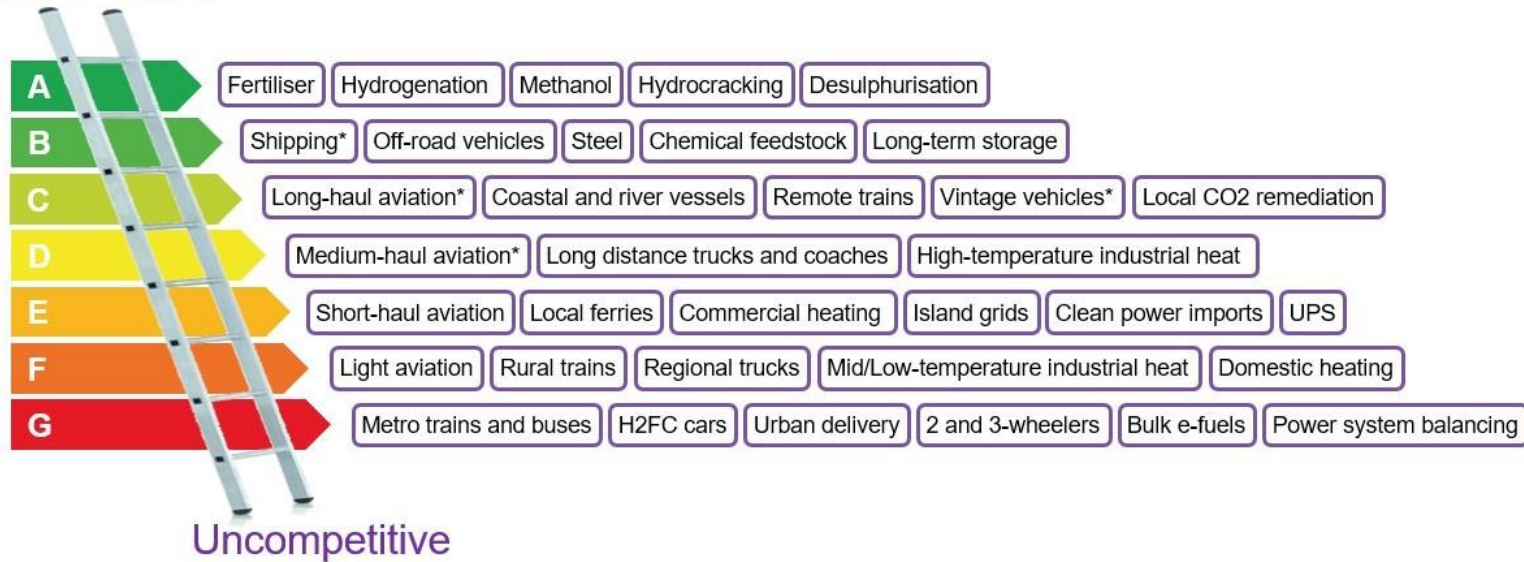 A Fertiliser Hydrogenation Methanol Hydrocracking Desulphurisation
B Shipping* Off-road vehicles Steel Chemical feedstock Long-term storage
C Long-haul aviation* Coastal and river vessels Remote trains Vintage vehicles* Local CO2 remediation
D Medium-haul aviation* Long distance trucks and coaches High-temperature industrial heat
E Short-haul aviation Local ferries Commercial heating Island grids Clean power imports UPS
F Light aviation Rural trains Regional trucks Mid/Low-temperature industrial heat Domestic heating
G Metro trains and buses H2FC cars Urban delivery 2 and 3-wheelers Bulk e-fuels Power system balancing
Uncompetitive